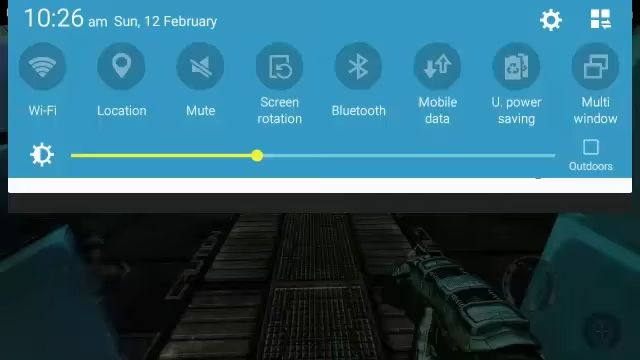 10:26 am Sun, 12 February
Wi-Fi
Location
Mute
Screen
rotation
Bluetooth
Mobile
data
U. power
saving
Multi
window
Outdoors